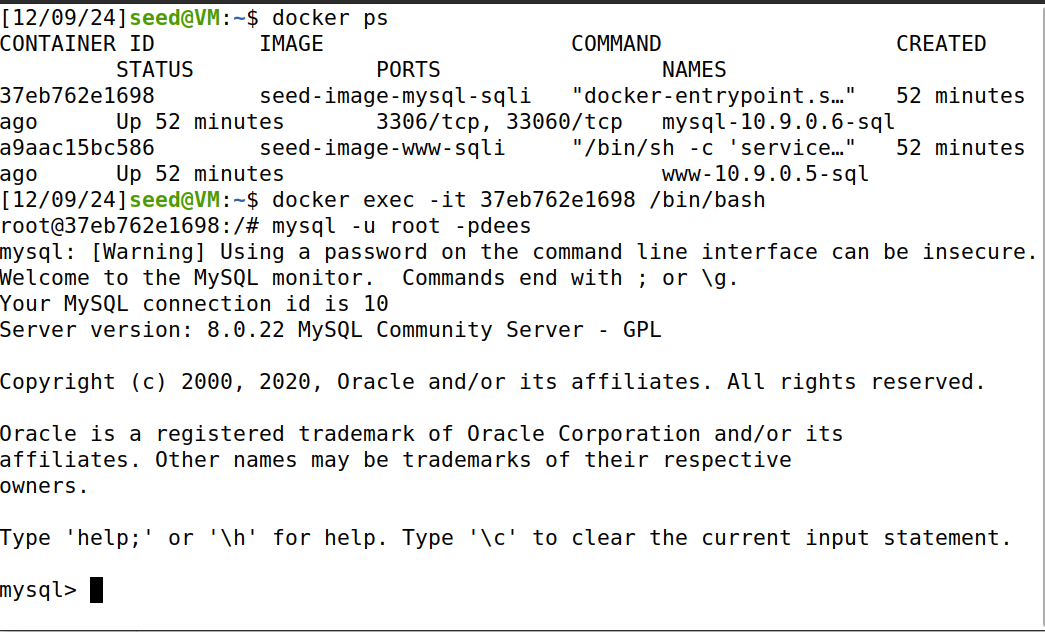 [12/09/24]seed@VM:~$ docker ps
CONTAINER ID        IMAGE                   COMMAND                  CREATED
         STATUS              PORTS                 NAMES
37eb762e1698        seed-image-mysql-sqli   "docker-entrypoint.s…"   52 minutes
ago      Up 52 minutes       3306/tcp, 33060/tcp   mysql-10.9.0.6-sql
a9aac15bc586        seed-image-www-sqli     "/bin/sh -c 'service…"   52 minutes
ago      Up 52 minutes                             www-10.9.0.5-sql
[12/09/24]seed@VM:~$ docker exec -it 37eb762e1698 /bin/bash
root@37eb762e1698:/# mysql -u root -pdees
mysql: [Warning] Using a password on the command line interface can be insecure.
Welcome to the MySQL monitor.  Commands end with ; or \g.
Your MySQL connection id is 10
Server version: 8.0.22 MySQL Community Server - GPL

Copyright (c) 2000, 2020, Oracle and/or its affiliates. All rights reserved.

Oracle is a registered trademark of Oracle Corporation and/or its
affiliates. Other names may be trademarks of their respective
owners.

Type 'help;' or '\h' for help. Type '\c' to clear the current input statement.

mysql>